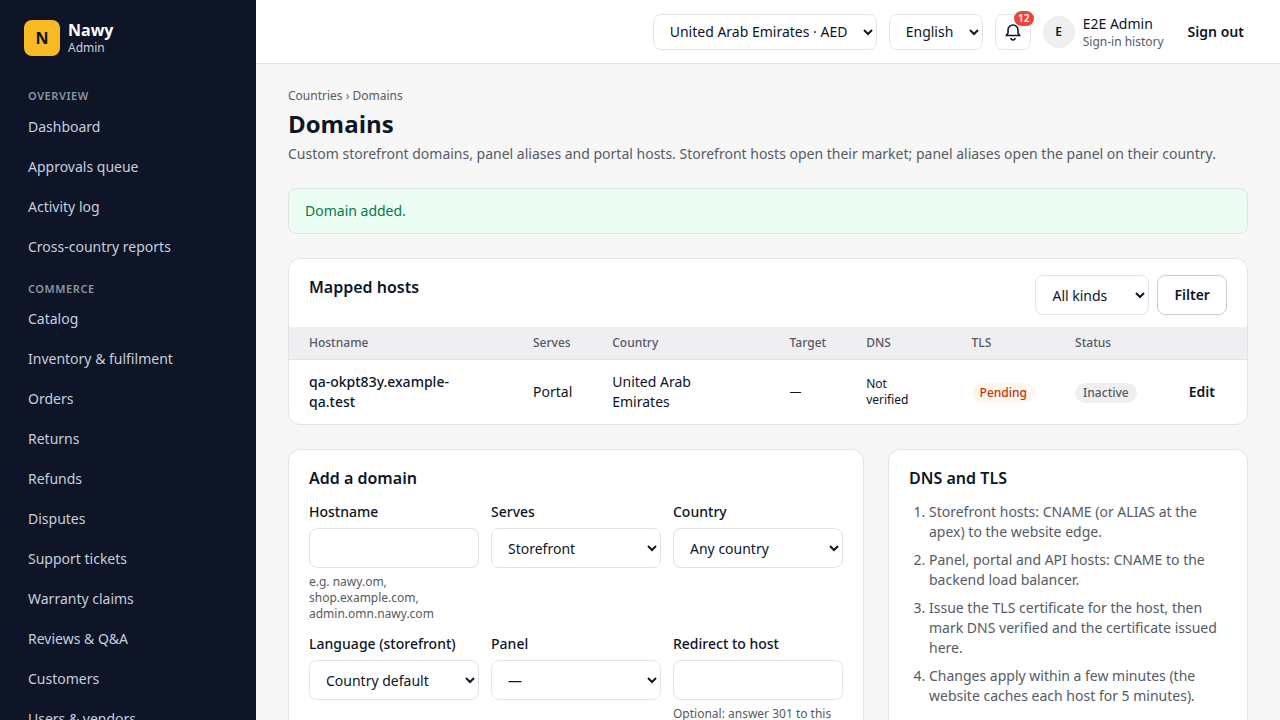 N
Nawy
Admin
OVERVIEW
Dashboard
Approvals queue
Activity log
Cross-country reports
COMMERCE
Catalog
Inventory & fulfilment
Orders
Returns
Refunds
Disputes
Support tickets
Warranty claims
Reviews & Q&A
Customers
Users & vendors
United Arab Emirates · AED
English
12
E
E2E Admin
Sign-in history
Sign out
Countries › Domains
Domains
Custom storefront domains, panel aliases and portal hosts. Storefront hosts open their market; panel aliases open the panel on their country.
Domain added.
Mapped hosts
All kinds
Filter
Hostname Serves Country Target DNS TLS Status
qa-okpt83y.example-
qa.test
Portal
United Arab
Emirates
—
Not
verified
Pending
Inactive
Edit
Add a domain
Hostname Serves Country
Storefront Any country
e.g. nawy.om,
shop.example.com,
admin.omn.nawy.com
Language (storefront) Panel Redirect to host
Country default —
Optional: answer 301 to this
DNS and TLS
1. Storefront hosts: CNAME (or ALIAS at the
apex) to the website edge.
2. Panel, portal and API hosts: CNAME to the
backend load balancer.
3. Issue the TLS certificate for the host, then
mark DNS verified and the certificate issued
here.
4. Changes apply within a few minutes (the
website caches each host for 5 minutes).